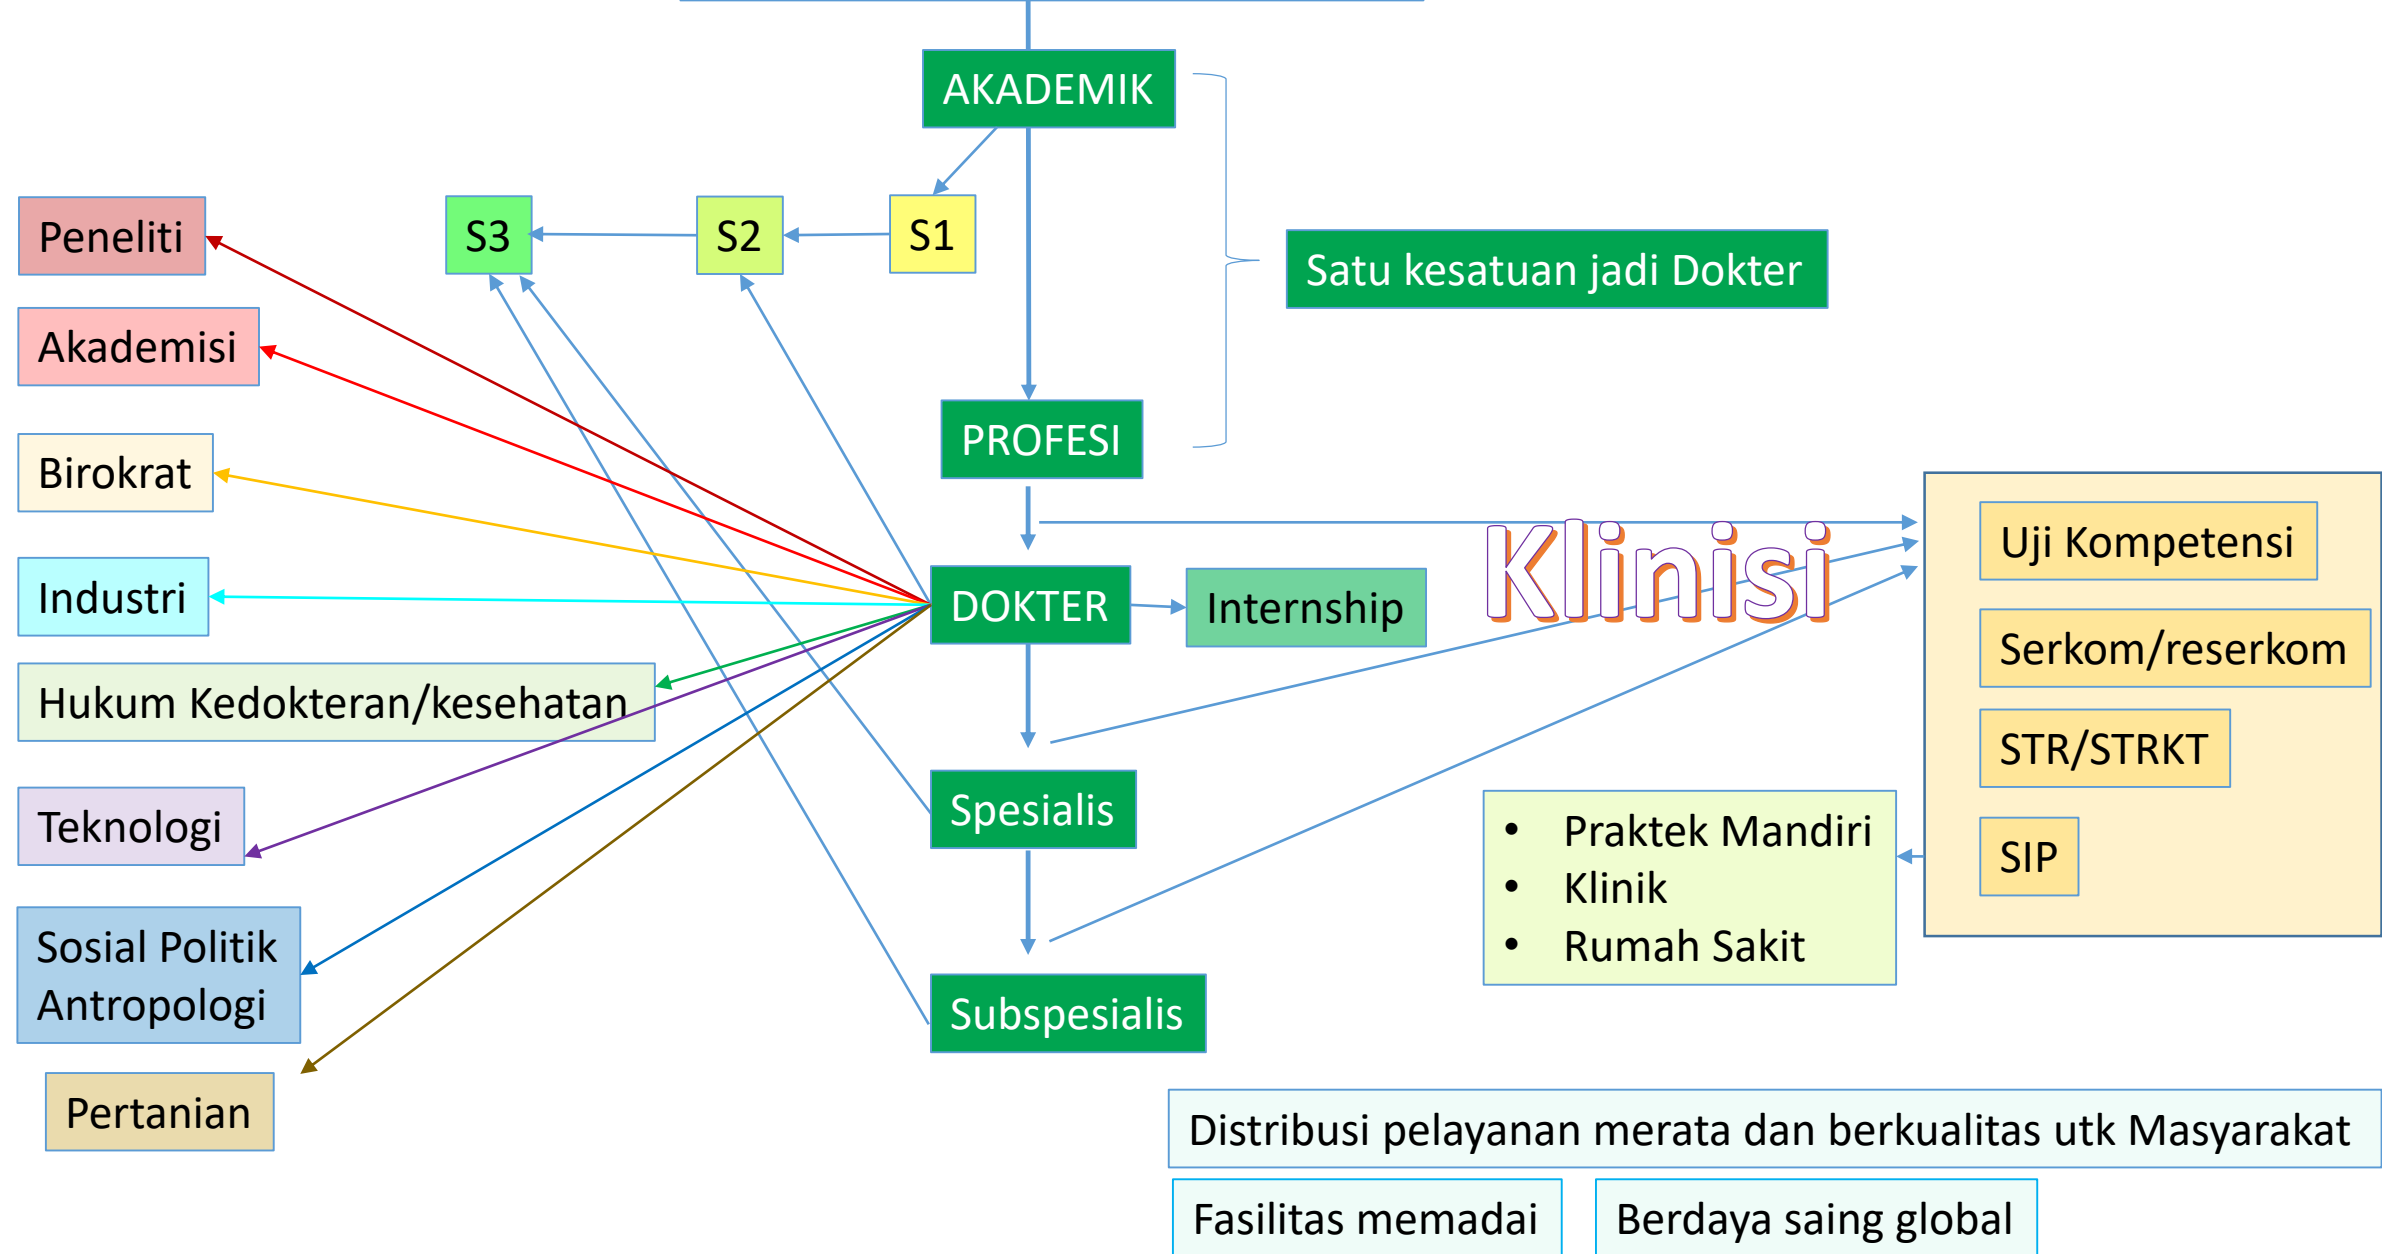 AKADEMIK
Peneliti
S3
S2
S1
Satu kesatuan jadi Dokter
Akademisi
PROFESI
Birokrat
Klinisi
Uji Kompetensi
Industri
DOKTER
Internship
Serkom/reserkom
Hukum Kedokteran/kesehatan
STR/STRKT
Teknologi
Spesialis
• Praktek Mandiri
• Klinik
• Rumah Sakit
SIP
Sosial Politik
Antropologi
Subspesialis
Pertanian
Distribusi pelayanan merata dan berkualitas utk Masyarakat
Fasilitas memadai
Berdaya saing global